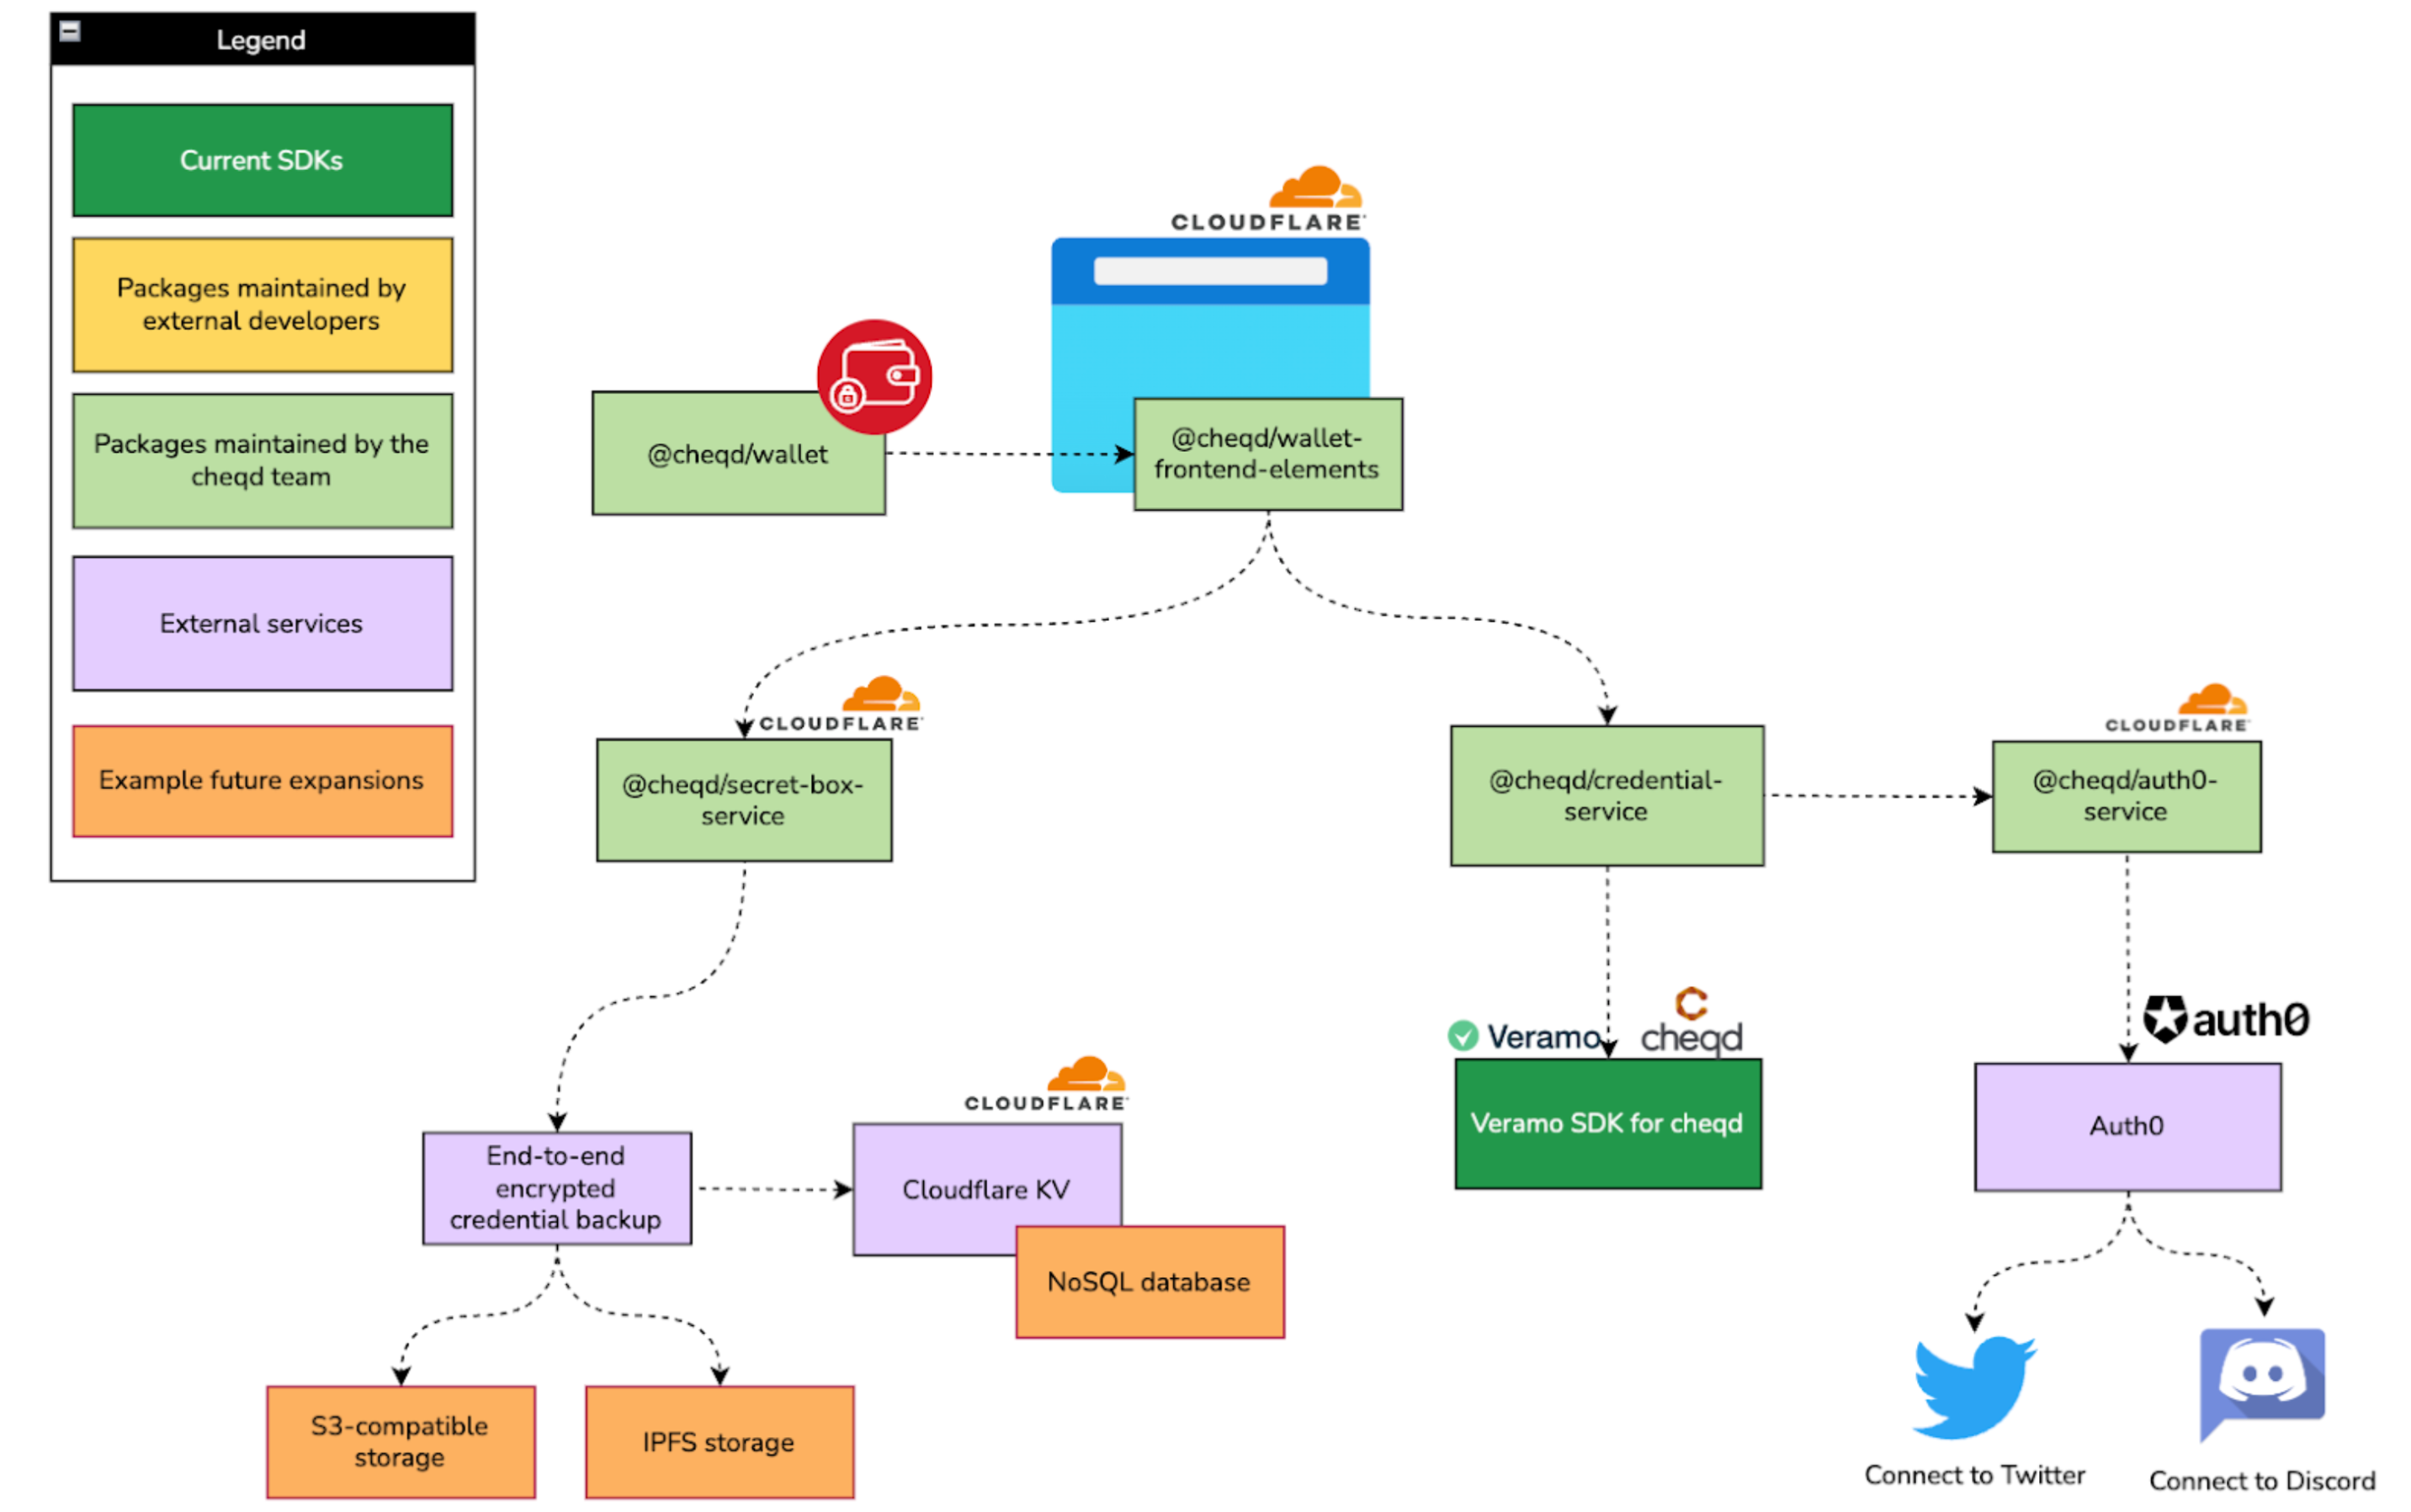 Legend
Current SDKs
Packages maintained by
external developers
Packages maintained by the
cheqd team
External services
Example future expansions
CLOUDFLARE
@cheqd/wallet
@cheqd/wallet-
frontend-elements
CLOUDFLARE
@cheqd/secret-box-
service
@cheqd/credential-
service
CLOUDFLARE
@cheqd/auth0-
service
End-to-end
encrypted
credential backup
CLOUDFLARE
Cloudflare KV
NoSQL database
S3-compatible
storage
IPFS storage
Veramo
cheqd
Veramo SDK for cheqd
auth0
Auth0
Connect to Twitter
Connect to Discord